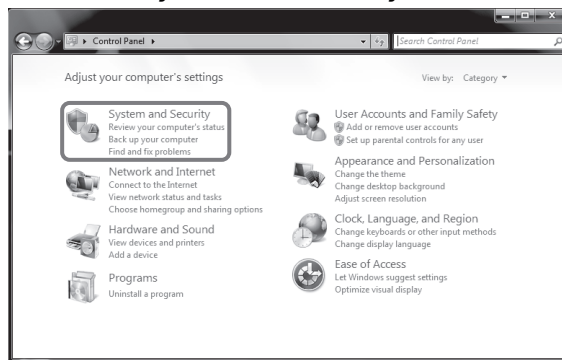 Control Panel
Search Control Panel
Adjust your computer's settings
View by: Category
System and Security
Review your computer's status
Back up your computer
Find and fix problems
Network and Internet
Connect to the Internet
View network status and tasks
Choose homegroup and sharing options
Hardware and Sound
View devices and printers
Add a device
Programs
Uninstall a program
User Accounts and Family Safety
Add or remove user accounts
Set up parental controls for any user
Appearance and Personalization
Change the theme
Change desktop background
Adjust screen resolution
Clock, Language, and Region
Change keyboards or other input methods
Change display language
Ease of Access
Let Windows suggest settings
Optimize visual display